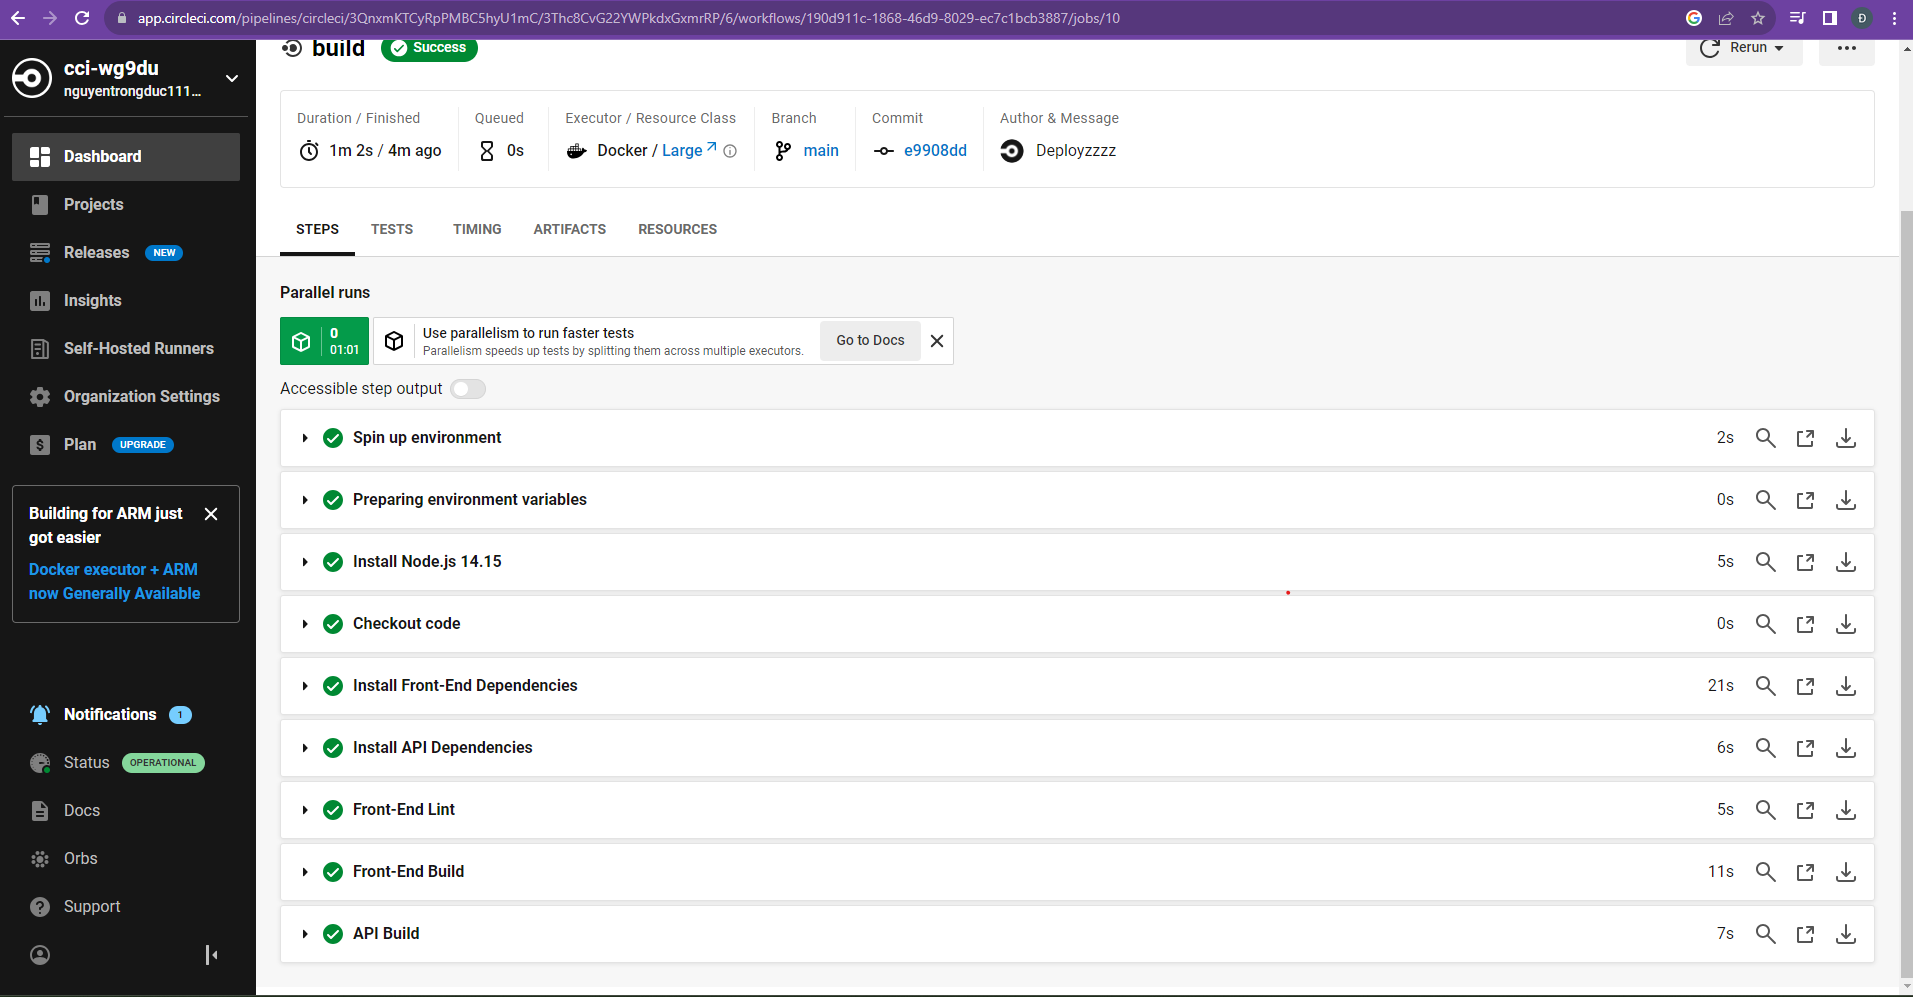 app.circleci.com/pipelines/circleci/3QnxmKTCyRpPMBC5hyU1mC/3Thc8CvG22YWPkdxGxmrRP/6/workflows/190d911c-1868-46d9-8029-ec7c1bcb3887/jobs/10
Đ
cci-wg9du
nguyentrongduc111...
Dashboard
Projects
Releases NEW
Insights
Self-Hosted Runners
Organization Settings
Plan UPGRADE
Building for ARM just
got easier
Docker executor + ARM
now Generally Available
Notifications 1
Status OPERATIONAL
Docs
Orbs
Support
build Success
Rerun
Duration / Finished
1m 2s / 4m ago
Queued
0s
Executor / Resource Class
Docker / Large
Branch
main
Commit
e9908dd
Author & Message
Deployzzzz
STEPS TESTS TIMING ARTIFACTS RESOURCES
Parallel runs
0
01:01
Use parallelism to run faster tests
Parallelism speeds up tests by splitting them across multiple executors.
Go to Docs
Accessible step output
Spin up environment 2s
Preparing environment variables 0s
Install Node.js 14.15 5s
Checkout code 0s
Install Front-End Dependencies 21s
Install API Dependencies 6s
Front-End Lint 5s
Front-End Build 11s
API Build 7s